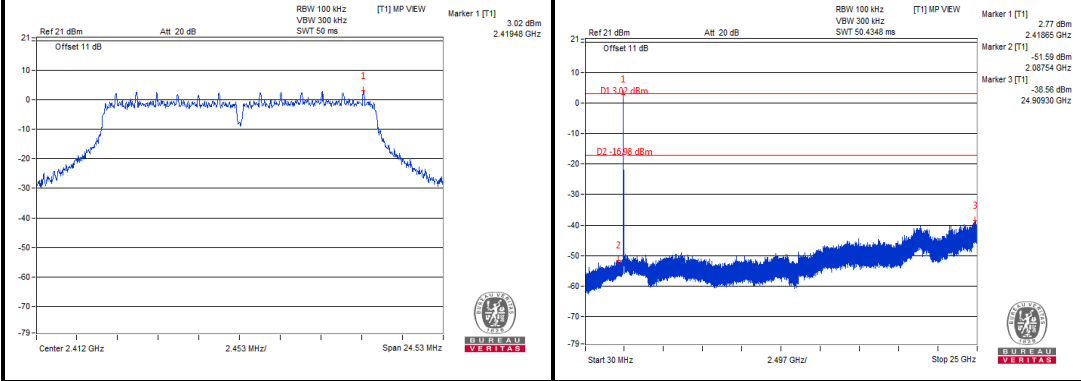 RBW 100 kHz [T1] MP VIEW
VBW 300 kHz
Ref 21 dBm Att 20 dB SWT 50 ms
Marker 1 [T1]
3.02 dBm
2.41948 GHz
21
Offset 11 dB
10
1
0
-10
-20
-30
-40
-50
-60
-70
-79
Center 2.412 GHz 2.453 MHz/ Span 24.53 MHz
BUREAU VERITAS
1828
BUREAU
VERITAS
RBW 100 kHz [T1] MP VIEW
VBW 300 kHz
Ref 21 dBm Att 20 dB SWT 50.4348 ms
Marker 1 [T1]
2.77 dBm
2.41865 GHz
Marker 2 [T1]
-51.59 dBm
2.08754 GHz
Marker 3 [T1]
-38.56 dBm
24.90930 GHz
21
Offset 11 dB
10
1
D1 3.02 dBm
0
-10
D2 -16.98 dBm
-20
-30
3
-40
2
-50
-60
-70
-79
Start 30 MHz 2.497 GHz/ Stop 25 GHz
BUREAU VERITAS
1828
BUREAU
VERITAS